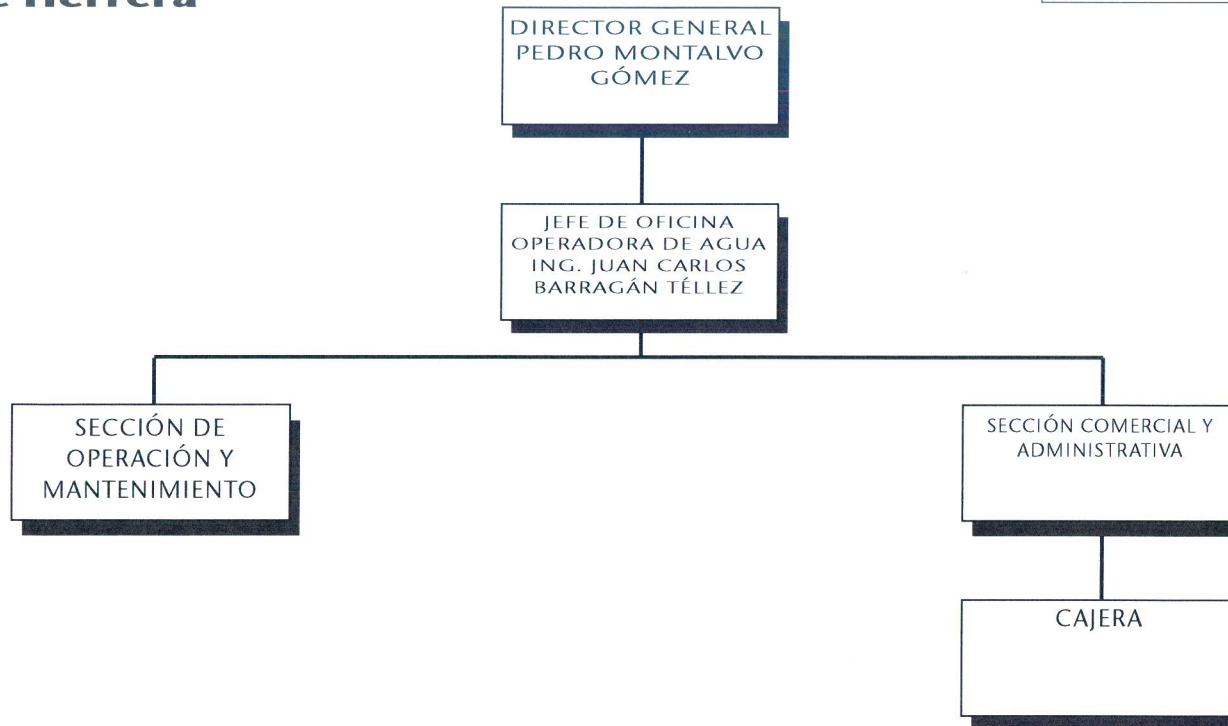 e Herrera
DIRECTOR GENERAL
PEDRO MONTALVO
GÓMEZ
JEFE DE OFICINA
OPERADORA DE AGUA
ING. JUAN CARLOS
BARRAGÁN TÉLLEZ
SECCIÓN DE
OPERACIÓN Y
MANTENIMIENTO
SECCIÓN COMERCIAL Y
ADMINISTRATIVA
CAJERA